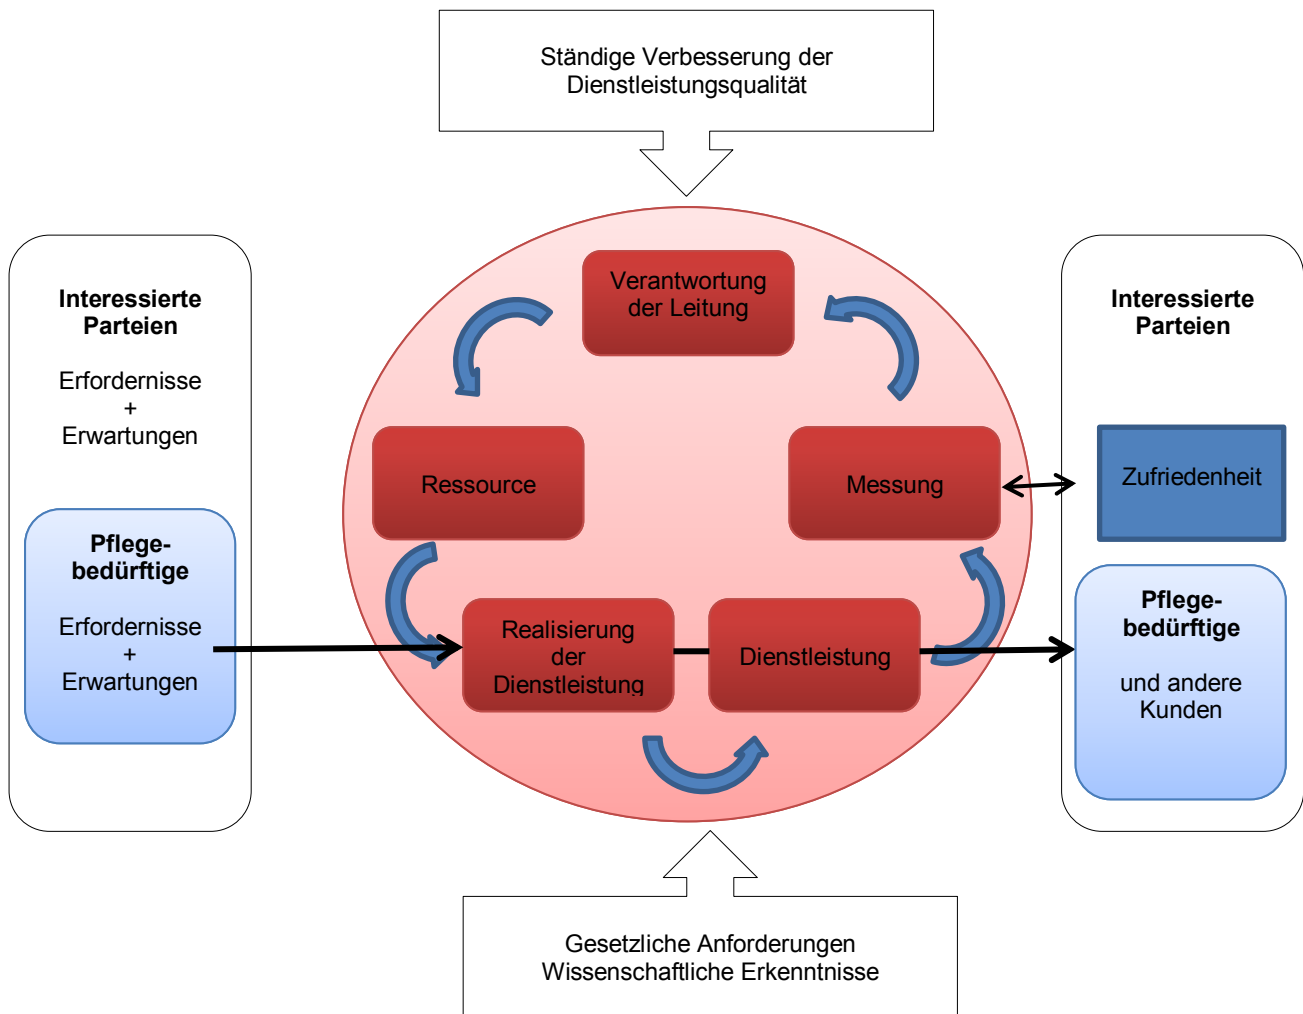 Ständige Verbesserung der
Dienstleistungsqualität
Interessierte
Parteien
Erfordernisse
+
Erwartungen
Pflege-
bedürftige
Erfordernisse
+
Erwartungen
Verantwortung
der Leitung
Ressource
Messung
Realisierung
der
Dienstleistung
Dienstleistung
Interessierte
Parteien
Zufriedenheit
Pflege-
bedürftige
und andere
Kunden
Gesetzliche Anforderungen
Wissenschaftliche Erkenntnisse